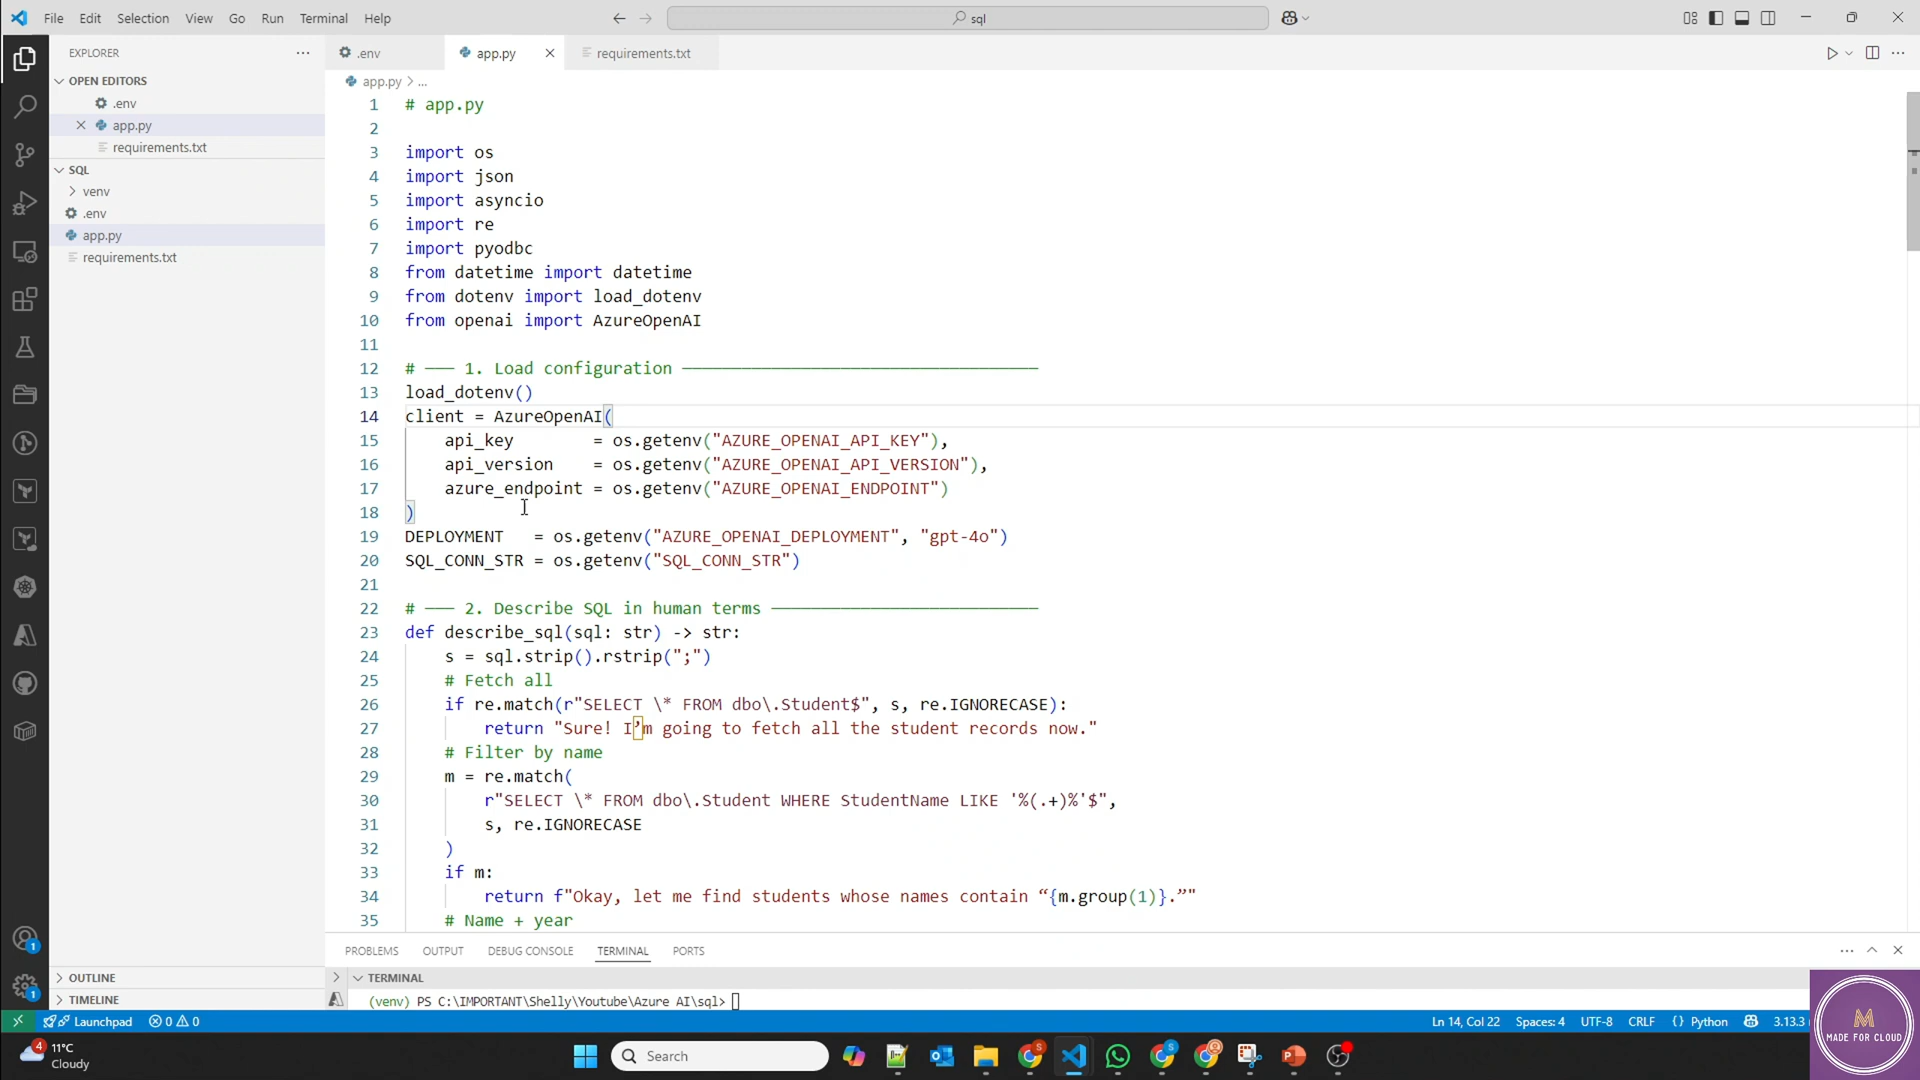 File Edit Selection View Go Run Terminal Help
sql
EXPLORER
.env
app.py
requirements.txt
OPEN EDITORS
.env
app.py
requirements.txt
SQL
venv
.env
app.py
requirements.txt
OUTLINE
TIMELINE
app.py > ...
1 # app.py
2
3 import os
4 import json
5 import asyncio
6 import re
7 import pyodbc
8 from datetime import datetime
9 from dotenv import load_dotenv
10 from openai import AzureOpenAI
11
12 # ─── 1. Load configuration ────────────────────────────────────
13 load_dotenv()
14 client = AzureOpenAI(
15 api_key = os.getenv("AZURE_OPENAI_API_KEY"),
16 api_version = os.getenv("AZURE_OPENAI_API_VERSION"),
17 azure_endpoint = os.getenv("AZURE_OPENAI_ENDPOINT")
18 )
19 DEPLOYMENT = os.getenv("AZURE_OPENAI_DEPLOYMENT", "gpt-4o")
20 SQL_CONN_STR = os.getenv("SQL_CONN_STR")
21
22 # ─── 2. Describe SQL in human terms ───────────────────────────
23 def describe_sql(sql: str) -> str:
24 s = sql.strip().rstrip(";")
25 # Fetch all
26 if re.match(r"SELECT \* FROM dbo\.Student$", s, re.IGNORECASE):
27 return "Sure! I’m going to fetch all the student records now."
28 # Filter by name
29 m = re.match(
30 r"SELECT \* FROM dbo\.Student WHERE StudentName LIKE '%(.+)%'$",
31 s, re.IGNORECASE
32 )
33 if m:
34 return f"Okay, let me find students whose names contain “{m.group(1)}.”"
35 # Name + year
PROBLEMS OUTPUT DEBUG CONSOLE TERMINAL PORTS
TERMINAL
(venv) PS C:\IMPORTANT\Shelly\Youtube\Azure AI\sql>
Launchpad 0 0
Ln 14, Col 22 Spaces: 4 UTF-8 CRLF {} Python 3.13.3
1
1
M
MADE FOR CLOUD
4
11°C
Cloudy
Search